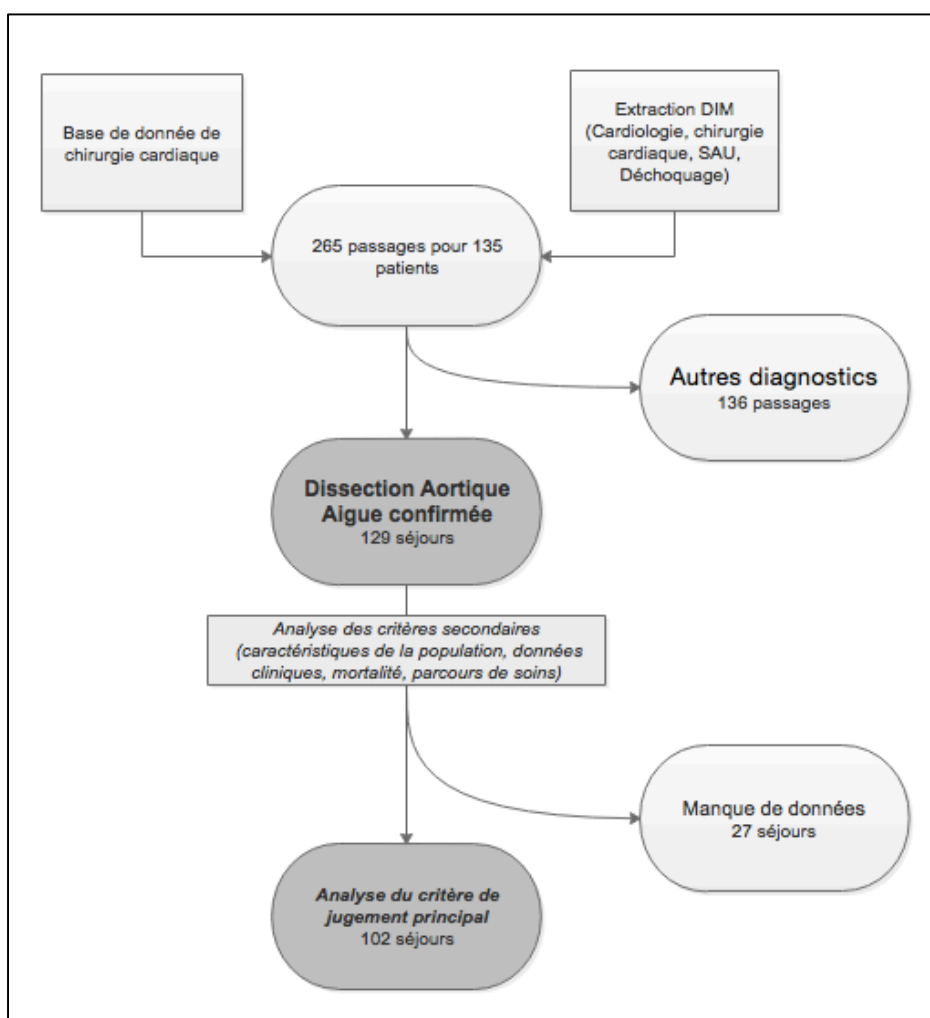 Base de donnée de
chirurgie cardiaque
Extraction DIM
(Cardiologie, chirurgie
cardiaque, SAU,
Déchoquage)
265 passages pour 135
patients
Autres diagnostics
136 passages
Dissection Aortique
Aigue confirmée
129 séjours
Analyse des critères secondaires
(caractéristiques de la population, données
cliniques, mortalité, parcours de soins)
Manque de données
27 séjours
Analyse du critère de
jugement principal
102 séjours